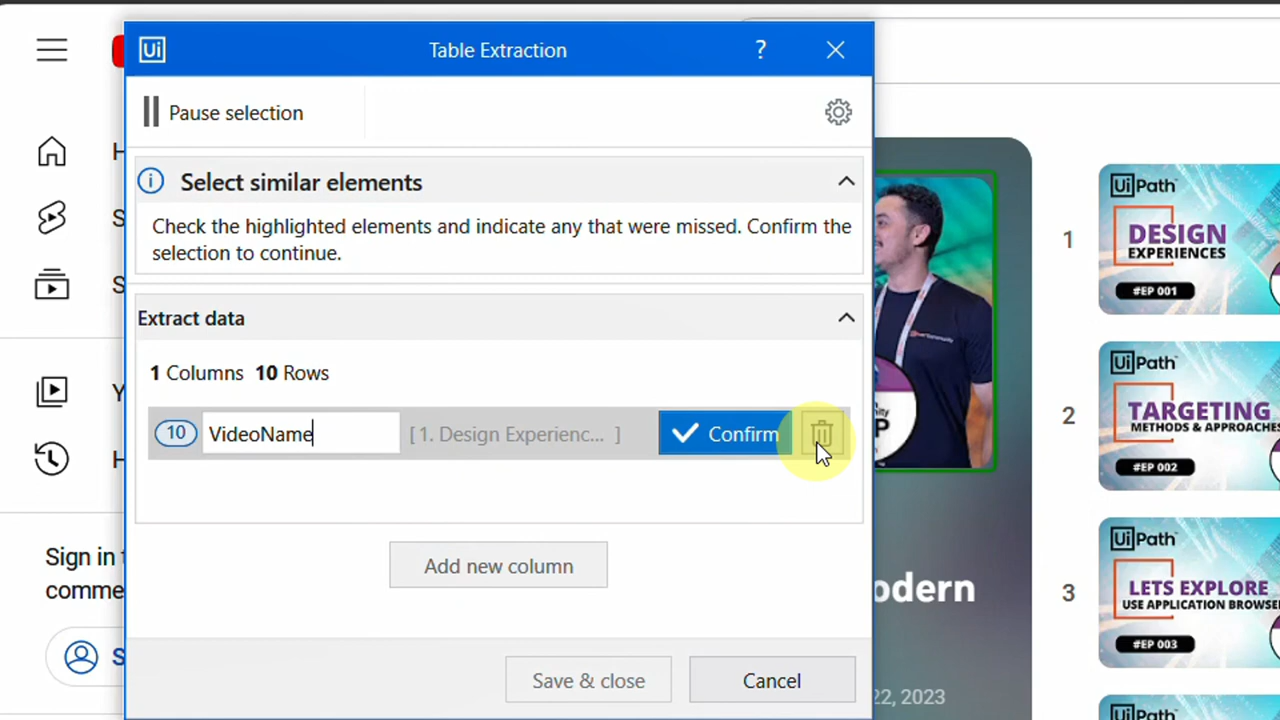 Ui
Table Extraction
?
Pause selection
Select similar elements
Check the highlighted elements and indicate any that were missed. Confirm the
selection to continue.
Extract data
1 Columns 10 Rows
10
VideoName
[ 1. Design Experienc... ]
Confirm
Add new column
Save & close
Cancel
H
S
S
Y
H
Sign in
comme
S
odern
22, 2023
1
UiPath
DESIGN
EXPERIENCES
#EP 001
2
UiPath
TARGETING
METHODS & APPROACHES
#EP 002
3
UiPath
LETS EXPLORE
USE APPLICATION BROWSE
#EP 003
UiPath